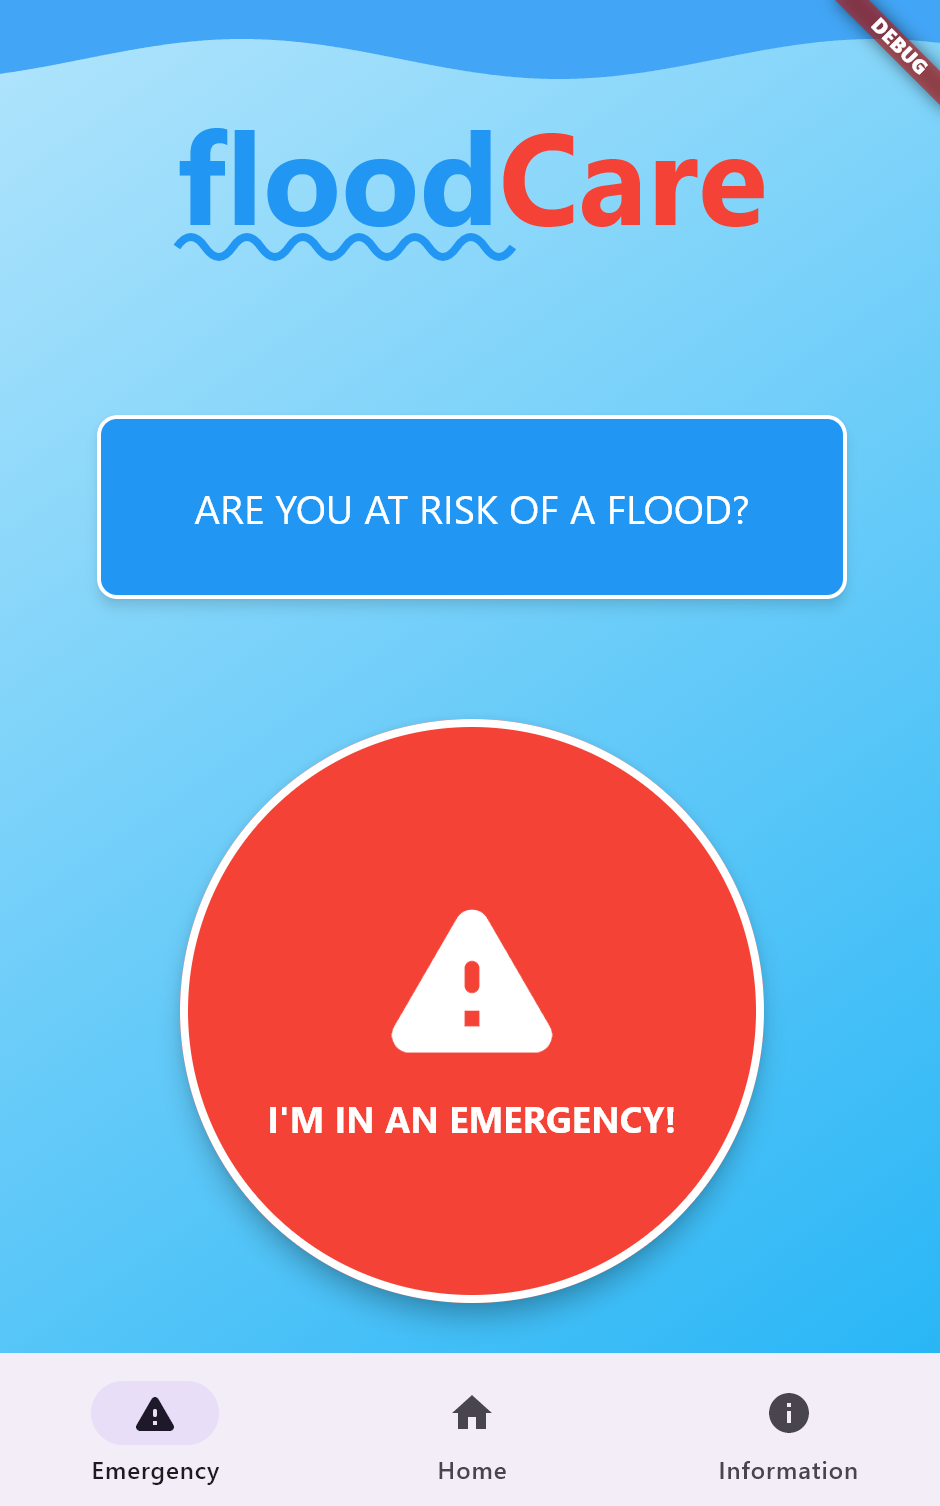 DEBUG
floodCare
ARE YOU AT RISK OF A FLOOD?
I'M IN AN EMERGENCY!
Emergency
Home
Information